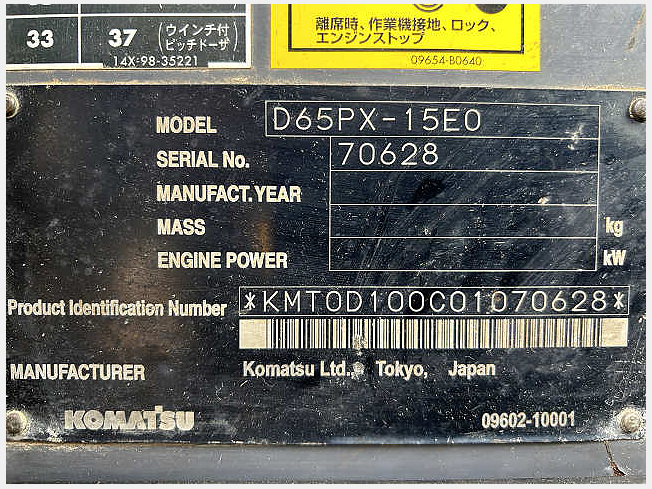 33 37 (ウインチ付
ピッチドーザ
14X-98-35221
離席時、作業機接地、ロック、
エンジンストップ
09654-B0640
MODEL D65PX-15E0
SERIAL No. 70628
MANUFACT. YEAR
MASS kg
ENGINE POWER kW
Product Identification Number *KMT0D100C01070628*
MANUFACTURER Komatsu Ltd. Tokyo, Japan
KOMATSU 09602-10001